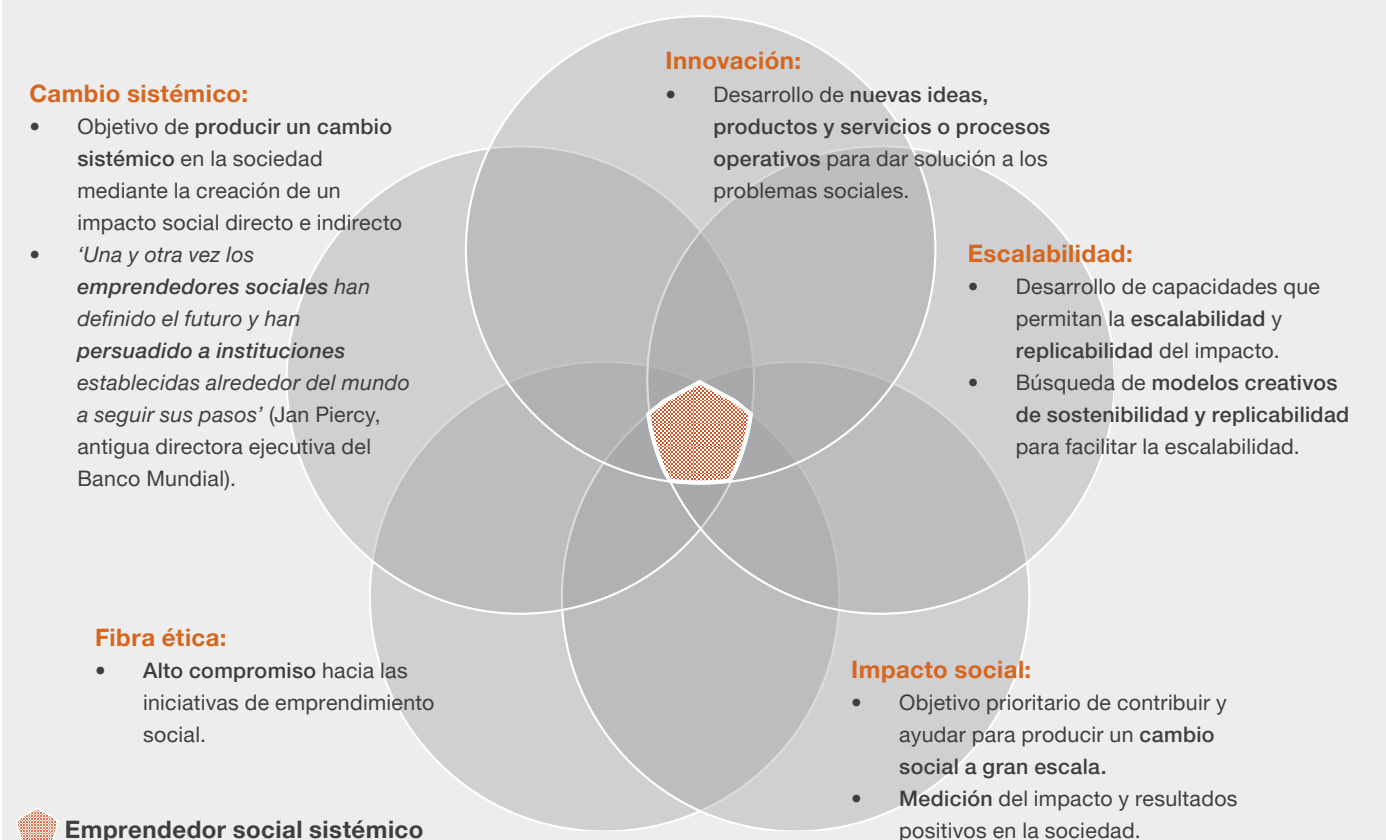 Cambio sistémico:
• Objetivo de producir un cambio
sistémico en la sociedad
mediante la creación de un
impacto social directo e indirecto
• ‘Una y otra vez los
emprendedores sociales han
definido el futuro y han
persuadido a instituciones
establecidas alrededor del mundo
a seguir sus pasos’ (Jan Piercy,
antigua directora ejecutiva del
Banco Mundial).
Innovación:
• Desarrollo de nuevas ideas,
productos y servicios o procesos
operativos para dar solución a los
problemas sociales.
Escalabilidad:
• Desarrollo de capacidades que
permitan la escalabilidad y
replicabilidad del impacto.
• Búsqueda de modelos creativos
de sostenibilidad y replicabilidad
para facilitar la escalabilidad.
Fibra ética:
• Alto compromiso hacia las
iniciativas de emprendimiento
social.
Impacto social:
• Objetivo prioritario de contribuir y
ayudar para producir un cambio
social a gran escala.
• Medición del impacto y resultados
positivos en la sociedad.
Emprendedor social sistémico